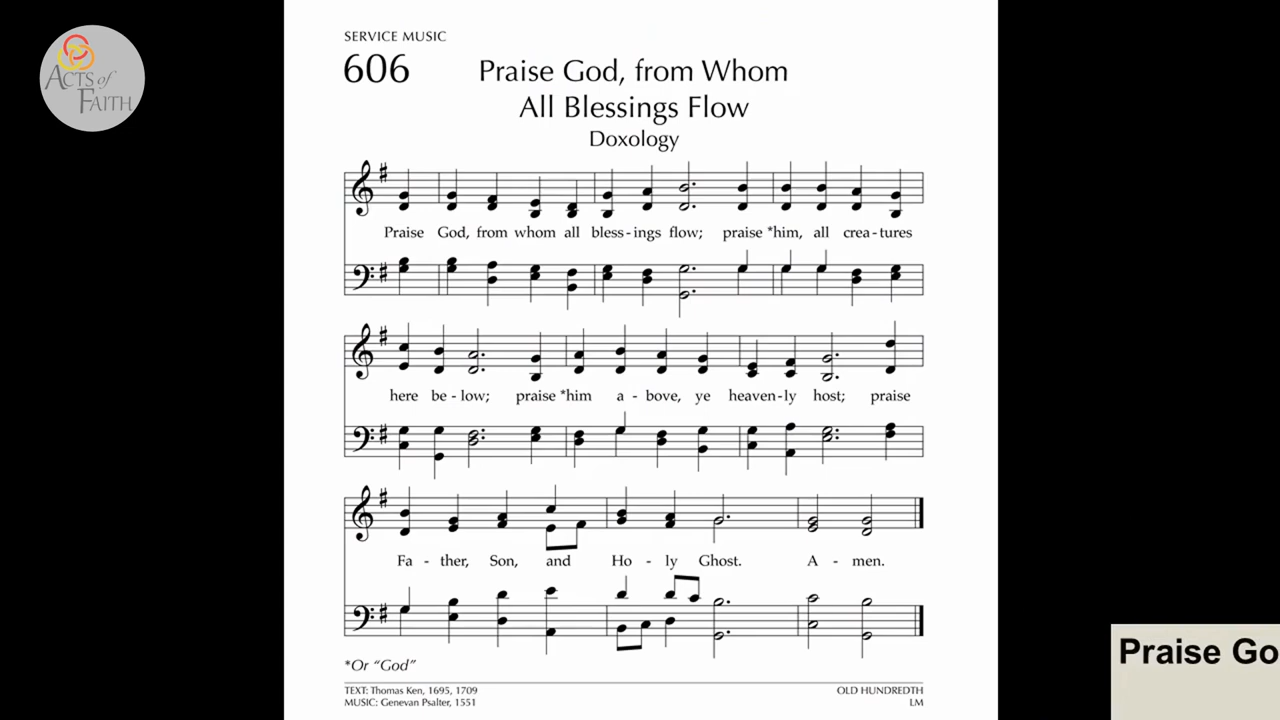 ACTS of
FAITH
SERVICE MUSIC
606
Praise God, from Whom
All Blessings Flow
Doxology
Praise God, from whom all bless - ings flow; praise *him, all crea - tures
here be - low; praise *him a - bove, ye heaven - ly host; praise
Fa - ther, Son, and Ho - ly Ghost. A - men.
*Or “God”
TEXT: Thomas Ken, 1695, 1709
MUSIC: Genevan Psalter, 1551
OLD HUNDREDTH
LM
Praise Go